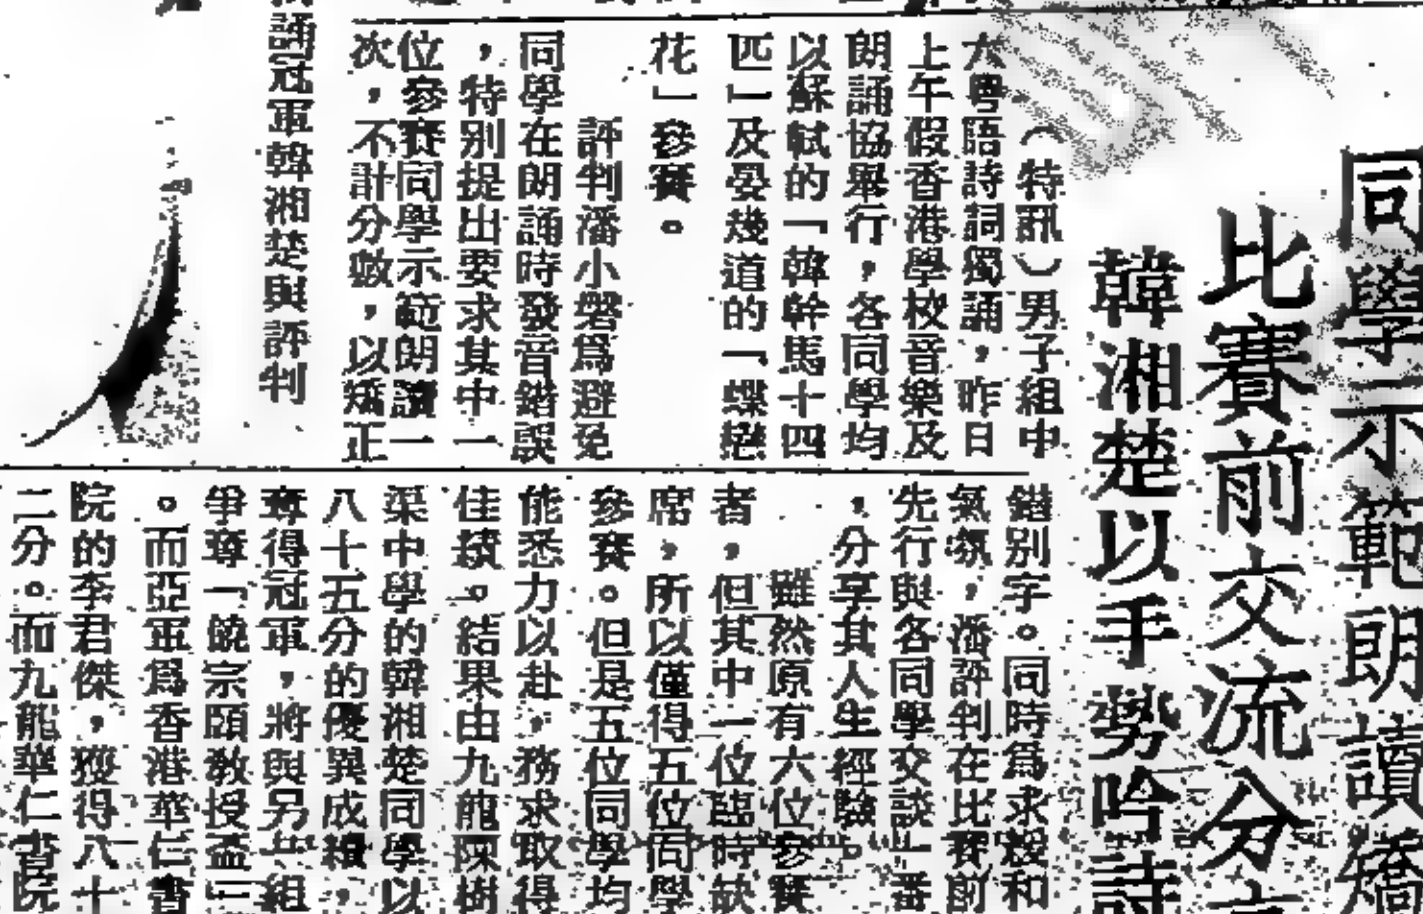 同學示範朗讀矯
比賽前交流分
韓湘楚以手勢吟詩
（特訊）男子組中
六粵語詩詞獨誦，昨日
上午假香港學校音樂及
朗誦協舉行，各同學均
以蘇軾的「韓幹馬十四
匹」及晏幾道的「蝶戀
花」參賽。
評判潘小磐爲避免
同學在朗誦時發音錯誤
，特別提出要求其中一
位參賽同學示範朗讀一
次，不計分數，以矯正
誦冠軍韓湘楚與評判
錯別字。同時爲求緩和
氣氛，潘評判在比賽前
先行與各同學交談一番
，分享其人生經驗
雖然原有六位參賽
者，但其中一位臨時缺
席，所以僅得五位同學
參賽。但是五位同學均
能悉力以赴，務求取得
佳績。結果由九龍陳樹
渠中學的韓湘楚同學以
八十五分的優異成績，
奪得冠軍，將與另一組
爭奪「饒宗頤教授盃」
。而亞軍爲香港華仁書
院的李君傑，獲得八十
二分。而九龍華仁書院